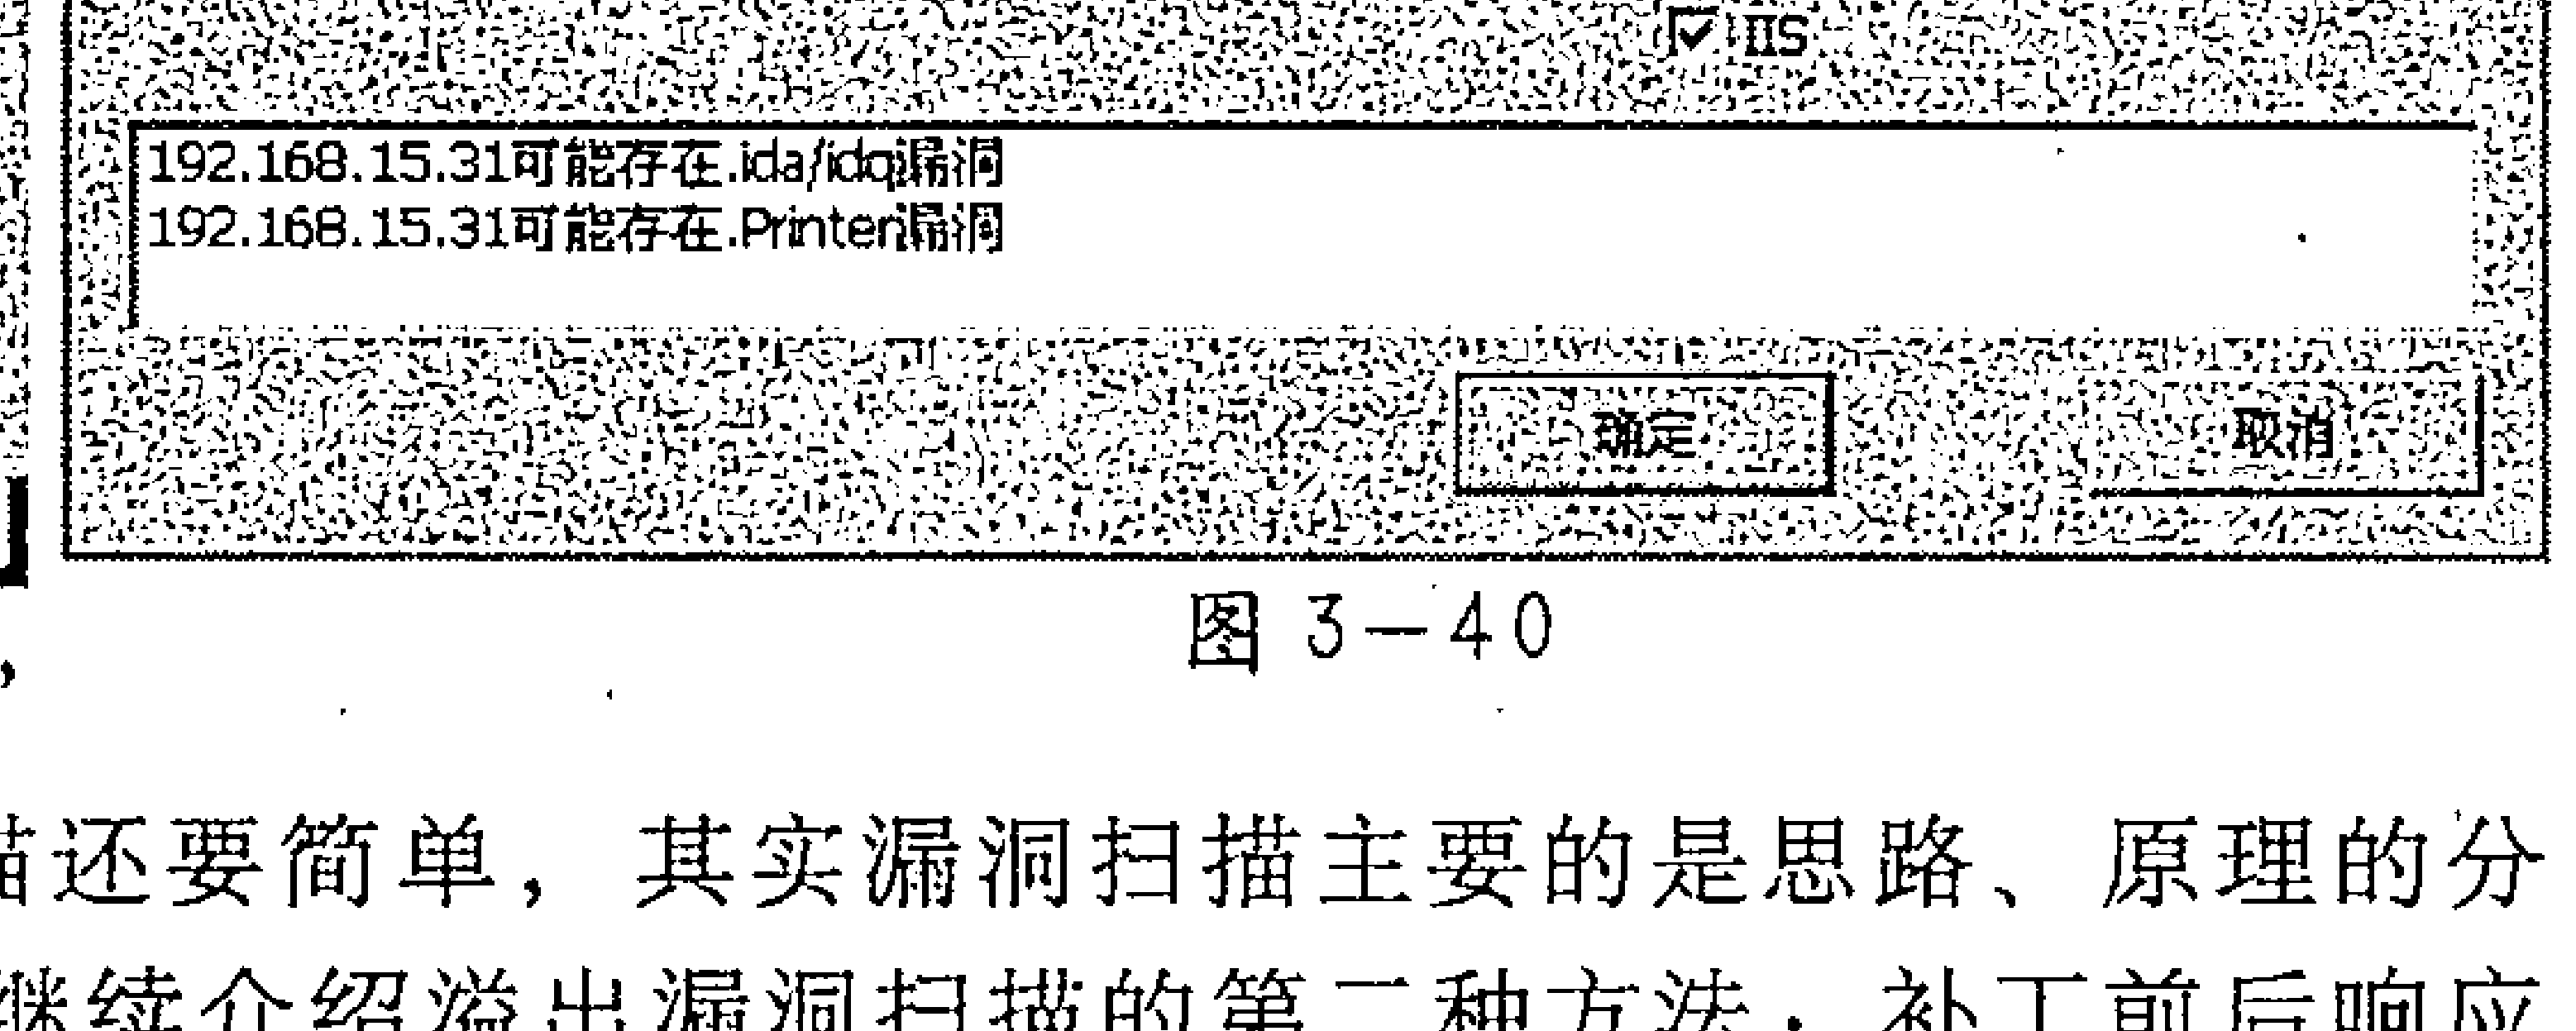 IIS
192.168.15.31可能存在.ida/idq漏洞
192.168.15.31可能存在.Printer漏洞
确定 取消
图 3-40
，
描还要简单，其实漏洞扫描主要的是思路、原理的分
继续介绍溢出漏洞扫描的第二种方法：补丁前后响应